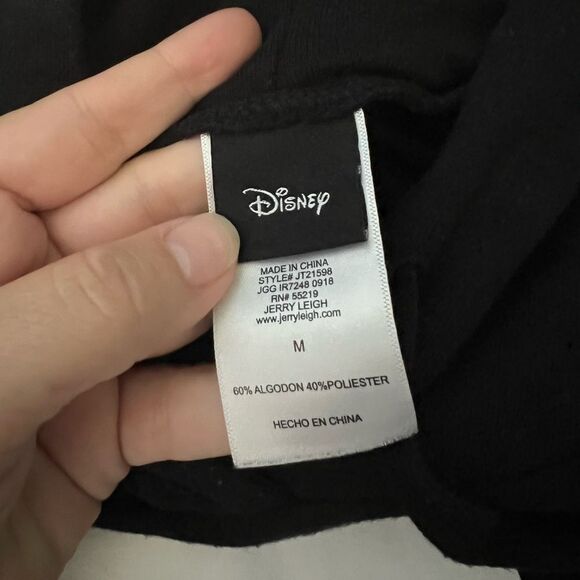 Disney
MADE IN CHINA
STYLE# JT21598
JGG IR7248 0918
RN# 55219
JERRY LEIGH
www.jerryleigh.com
M
60% ALGODON 40%POLIESTER
HECHO EN CHINA